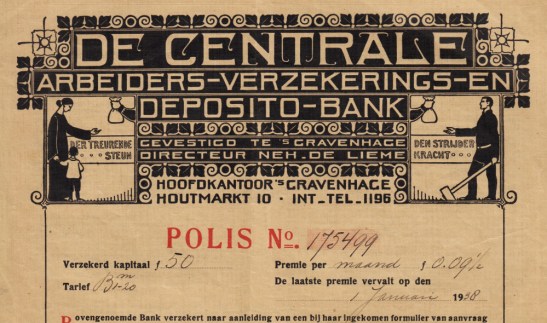 DE CENTRALE
ARBEIDERS-VERZEKERINGS-EN
DEPOSITO-BANK
DER TREURENDE
STEUN
GEVESTIGD TE 'S GRAVENHAGE
DIRECTEUR NEH. DE LIEME
DEN STRIJDER
KRACHT
HOOFDKANTOOR 'S GRAVENHAGE
HOUTMARKT 10 · INT. TEL. 1196
POLIS No. 175499
Verzekerd kapitaal f 50
Premie per maand f 0.09½
Tarief
De laatste premie vervalt op den
1 Januari 1938
Bovengenoemde Bank verzekert naar aanleiding van een bij haar ingekomen formulier van aanvraag